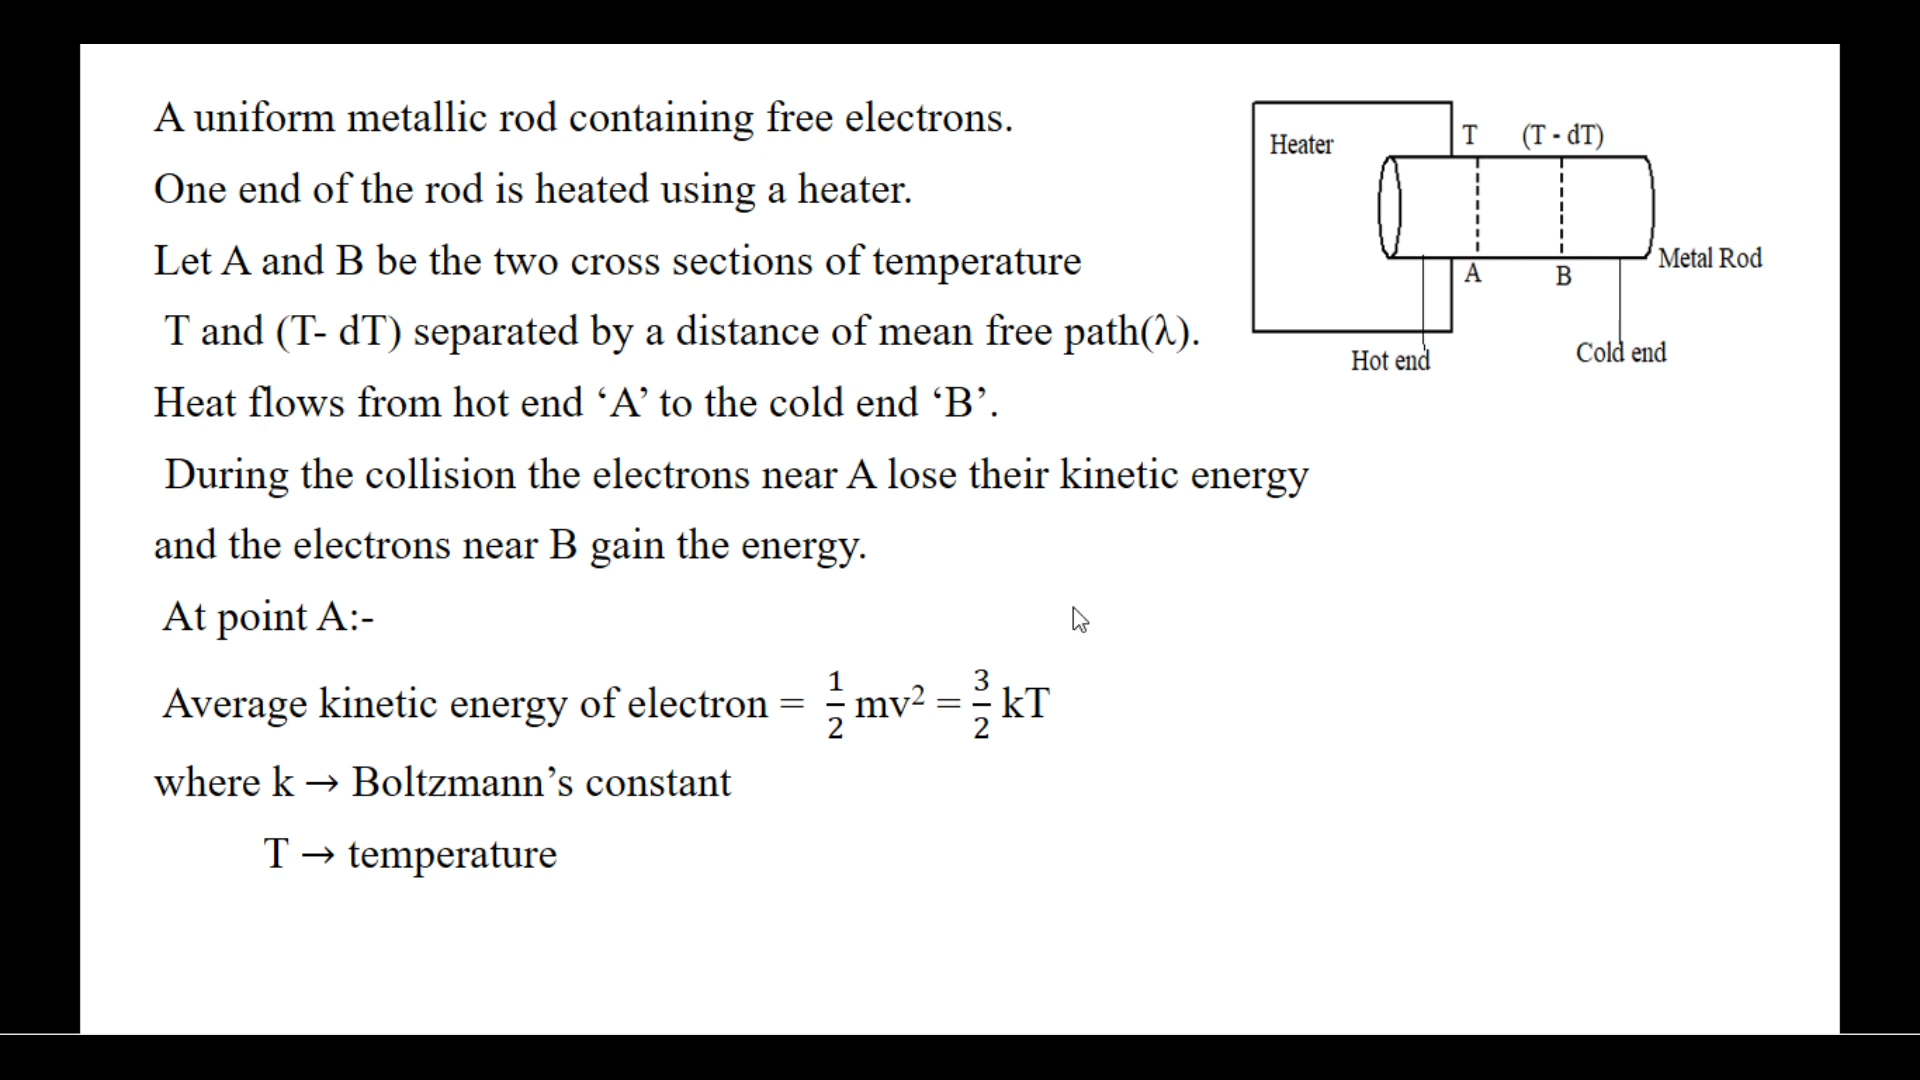 A uniform metallic rod containing free electrons.
One end of the rod is heated using a heater.
Let A and B be the two cross sections of temperature
T and (T- dT) separated by a distance of mean free path(λ).
Heat flows from hot end ‘A’ to the cold end ‘B’.
During the collision the electrons near A lose their kinetic energy
and the electrons near B gain the energy.
At point A:-
Average kinetic energy of electron = 1/2 mv² = 3/2 kT
where k → Boltzmann’s constant
T → temperature
Heater
T (T - dT)
A B
Metal Rod
Hot end
Cold end